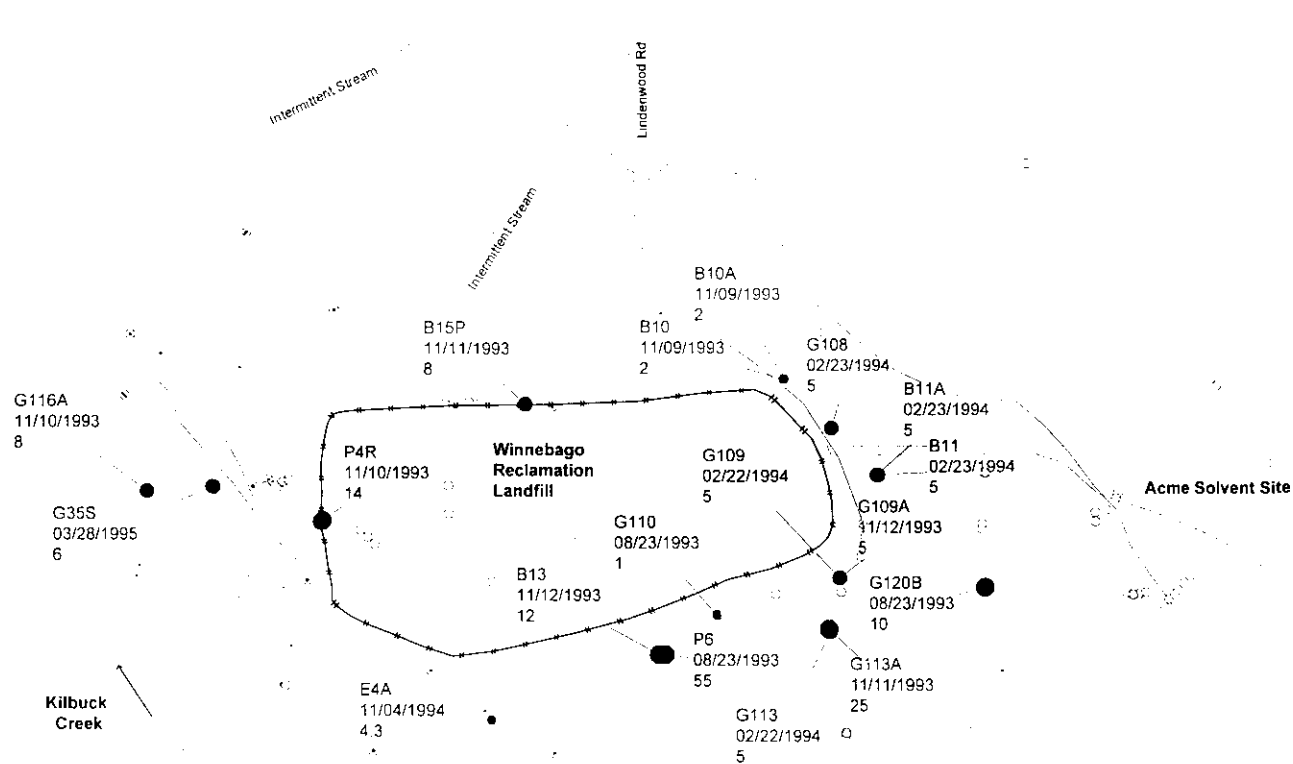 Intermittent Stream
Lindenwood Rd
Intermittent Stream
B10A
11/09/1993
2
B15P
11/11/1993
8
B10
11/09/1993
2
G108
02/23/1994
5
B11A
02/23/1994
5
G116A
11/10/1993
8
P4R
11/10/1993
14
Winnebago
Reclamation
Landfill
G109
02/22/1994
5
B11
02/23/1994
5
Acme Solvent Site
G35S
03/28/1995
6
G110
08/23/1993
1
G109A
11/12/1993
5
B13
11/12/1993
12
G120B
08/23/1993
10
P6
08/23/1993
55
G113A
11/11/1993
25
Kilbuck
Creek
E4A
11/04/1994
4.3
G113
02/22/1994
5